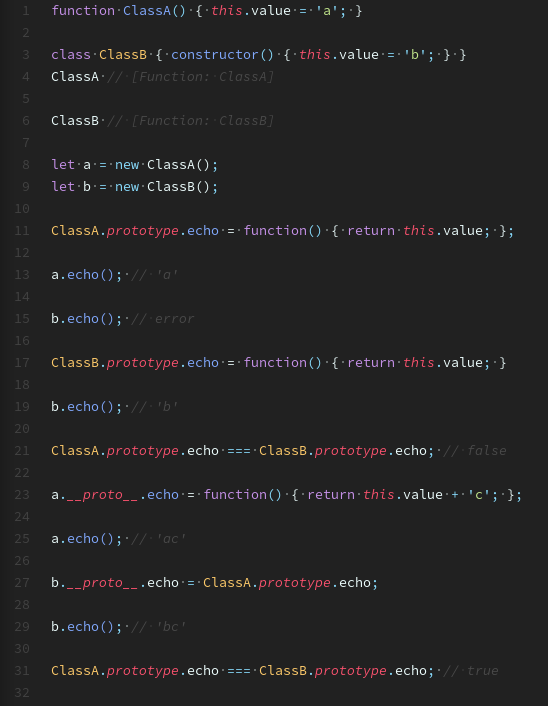 1 function ClassA() { this.value = 'a'; }
2
3 class ClassB { constructor() { this.value = 'b'; } }
4 ClassA // [Function: ClassA]
5
6 ClassB // [Function: ClassB]
7
8 let a = new ClassA();
9 let b = new ClassB();
10
11 ClassA.prototype.echo = function() { return this.value; };
12
13 a.echo(); // 'a'
14
15 b.echo(); // error
16
17 ClassB.prototype.echo = function() { return this.value; }
18
19 b.echo(); // 'b'
20
21 ClassA.prototype.echo === ClassB.prototype.echo; // false
22
23 a.__proto__.echo = function() { return this.value + 'c'; };
24
25 a.echo(); // 'ac'
26
27 b.__proto__.echo = ClassA.prototype.echo;
28
29 b.echo(); // 'bc'
30
31 ClassA.prototype.echo === ClassB.prototype.echo; // true
32